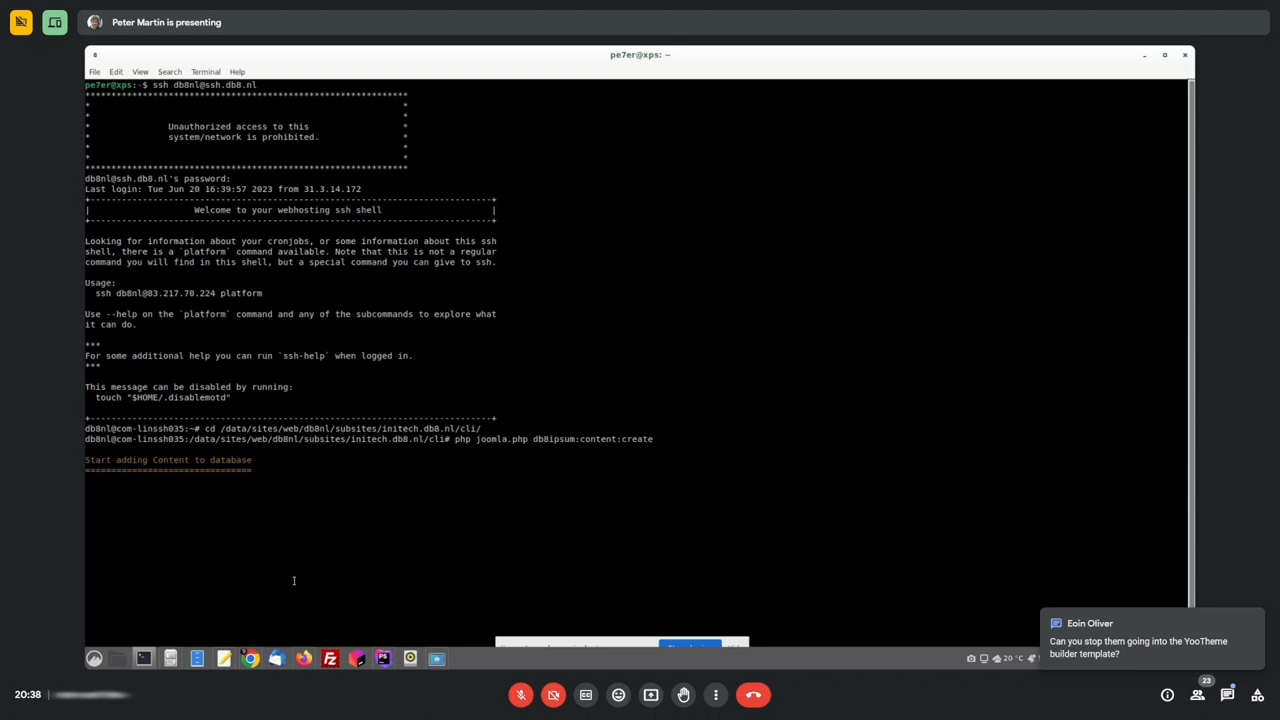 Peter Martin is presenting
pe7er@xps: ~
File Edit View Search Terminal Help
pe7er@xps:~$ ssh db8nl@ssh.db8.nl
*************************************************************
* *
* *
* Unauthorized access to this *
* system/network is prohibited. *
* *
* *
*************************************************************
db8nl@ssh.db8.nl's password:
Last login: Tue Jun 20 16:39:57 2023 from 31.3.14.172
+-----------------------------------------------------------------------------+
| Welcome to your webhosting ssh shell |
+-----------------------------------------------------------------------------+
Looking for information about your cronjobs, or some information about this ssh
shell, there is a `platform` command available. Note that this is not a regular
command you will find in this shell, but a special command you can give to ssh.
Usage:
ssh db8nl@83.217.70.224 platform
Use --help on the `platform` command and any of the subcommands to explore what
it can do.
***
For some additional help you can run `ssh-help` when logged in.
***
This message can be disabled by running:
touch "$HOME/.disablemotd"
+-----------------------------------------------------------------------------+
db8nl@com-linssh035:~# cd /data/sites/web/db8nl/subsites/initech.db8.nl/cli/
db8nl@com-linssh035:/data/sites/web/db8nl/subsites/initech.db8.nl/cli# php joomla.php db8ipsum:content:create
Start adding Content to database
================================
Eoin Oliver
Can you stop them going into the YooTheme
builder template?
20 °C
23
20:38